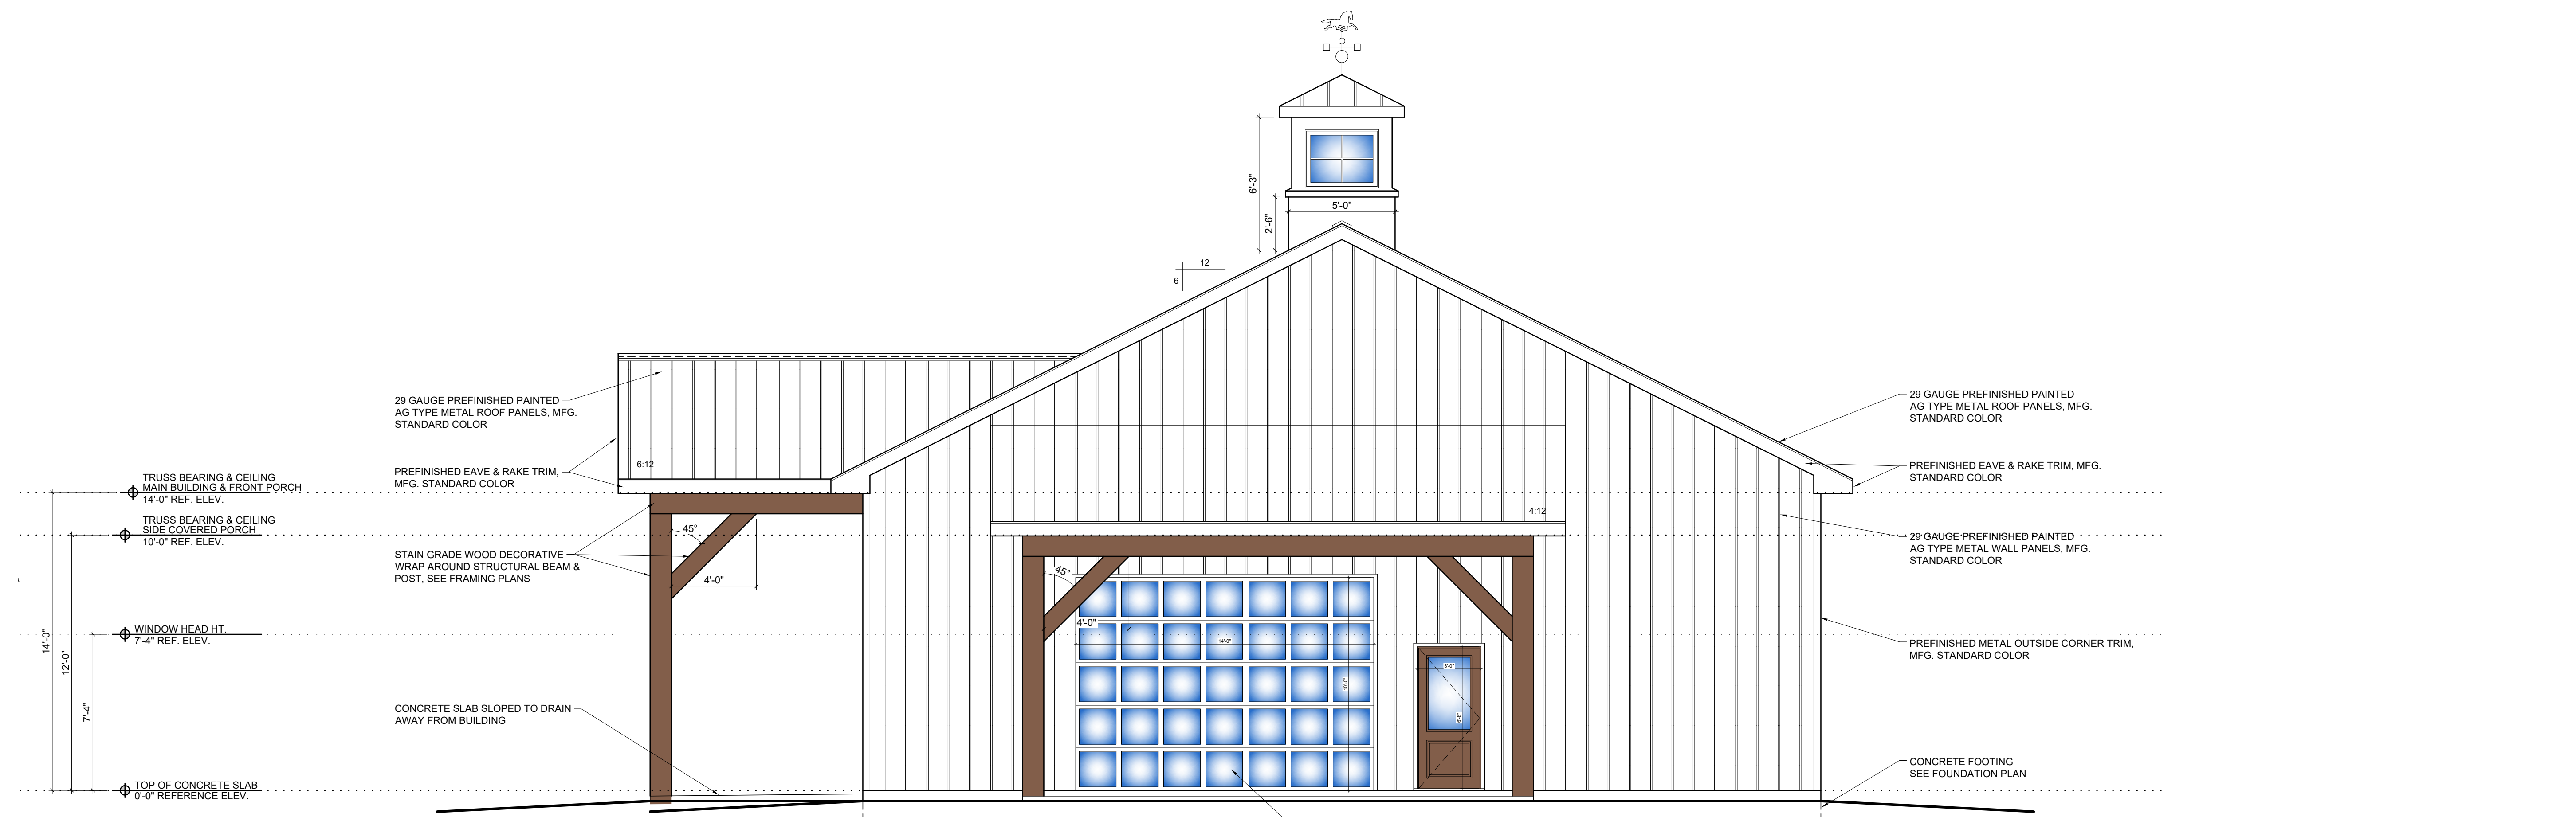 6'-3"
2'-6"
5'-0"
12
6
29 GAUGE PREFINISHED PAINTED
AG TYPE METAL ROOF PANELS, MFG.
STANDARD COLOR
6:12
PREFINISHED EAVE & RAKE TRIM,
MFG. STANDARD COLOR
TRUSS BEARING & CEILING
MAIN BUILDING & FRONT PORCH
14'-0" REF. ELEV.
TRUSS BEARING & CEILING
SIDE COVERED PORCH
10'-0" REF. ELEV.
45°
STAIN GRADE WOOD DECORATIVE
WRAP AROUND STRUCTURAL BEAM &
POST, SEE FRAMING PLANS
4'-0"
WINDOW HEAD HT.
7'-4" REF. ELEV.
14'-0"
12'-0"
7'-4"
CONCRETE SLAB SLOPED TO DRAIN
AWAY FROM BUILDING
TOP OF CONCRETE SLAB
0'-0" REFERENCE ELEV.
4:12
45°
4'-0"
14'-0"
10'-0"
3'-0"
6'-8"
29 GAUGE PREFINISHED PAINTED
AG TYPE METAL ROOF PANELS, MFG.
STANDARD COLOR
PREFINISHED EAVE & RAKE TRIM, MFG.
STANDARD COLOR
29 GAUGE PREFINISHED PAINTED
AG TYPE METAL WALL PANELS, MFG.
STANDARD COLOR
PREFINISHED METAL OUTSIDE CORNER TRIM,
MFG. STANDARD COLOR
CONCRETE FOOTING
SEE FOUNDATION PLAN